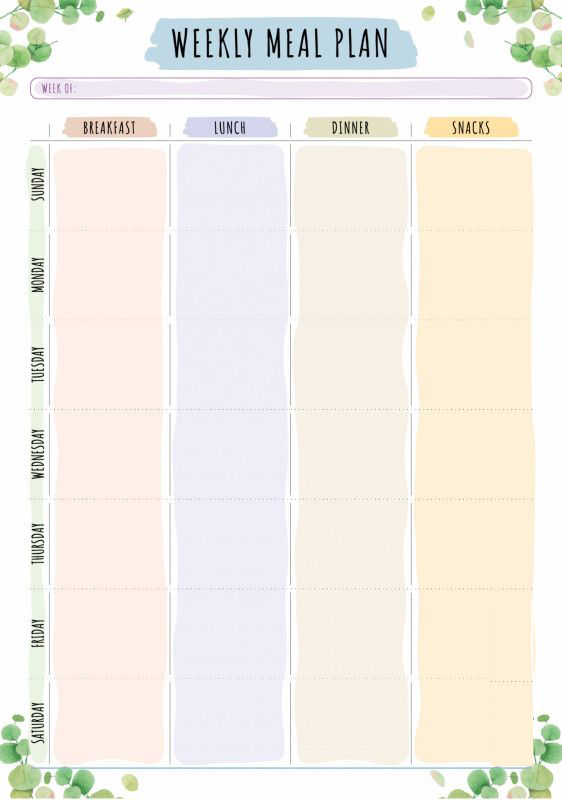 WEEKLY MEAL PLAN
WEEK OF:
BREAKFAST LUNCH DINNER SNACKS
SUNDAY
MONDAY
TUESDAY
WEDNESDAY
THURSDAY
FRIDAY
SATURDAY